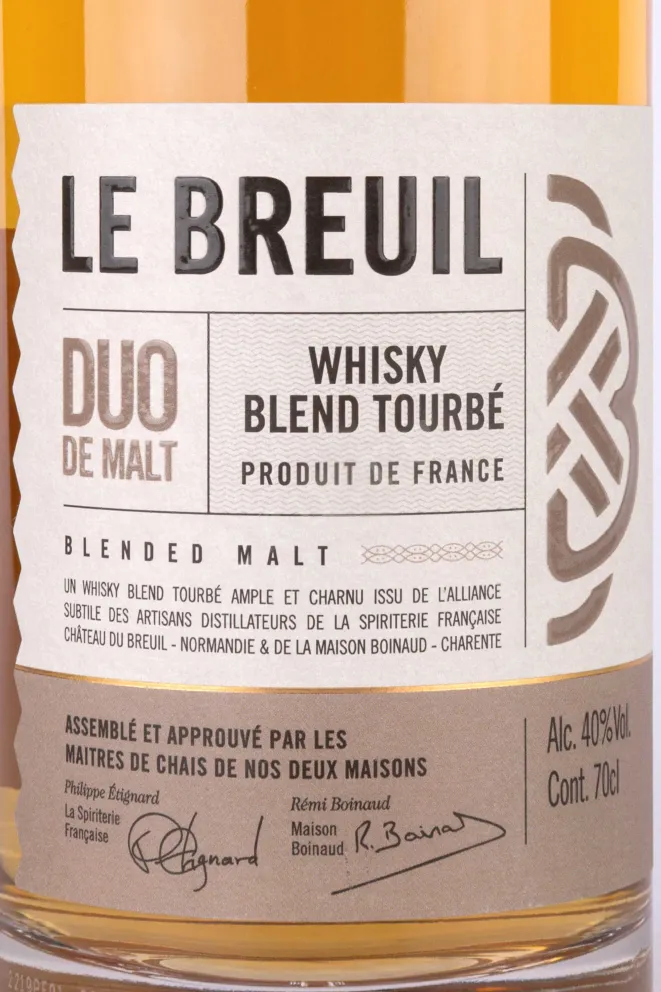 LE BREUIL
DUO
DE MALT
WHISKY
BLEND TOURBÉ
PRODUIT DE FRANCE
BLENDED MALT
UN WHISKY BLEND TOURBÉ AMPLE ET CHARNU ISSU DE L'ALLIANCE
SUBTILE DES ARTISANS DISTILLATEURS DE LA SPIRITERIE FRANÇAISE
CHÂTEAU DU BREUIL - NORMANDIE & DE LA MAISON BOINAUD - CHARENTE
ASSEMBLÉ ET APPROUVÉ PAR LES
MAITRES DE CHAIS DE NOS DEUX MAISONS
Philippe Étignard
La Spiriterie
Française
Rémi Boinaud
Maison
Boinaud
Alc. 40%Vol.
Cont. 70cl